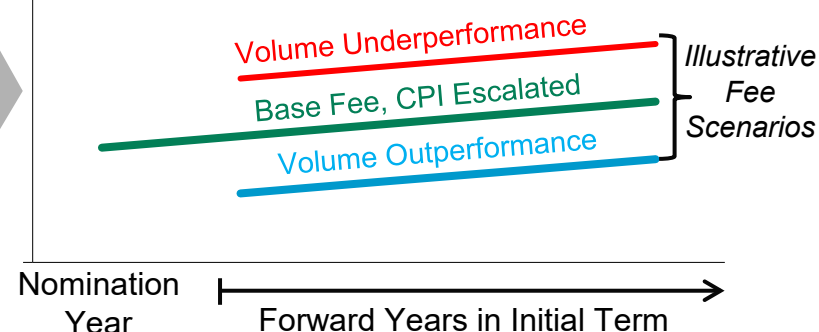 Volume Underperformance
Base Fee, CPI Escalated
Volume Outperformance
Illustrative
Fee
Scenarios
Nomination
Year
Forward Years in Initial Term